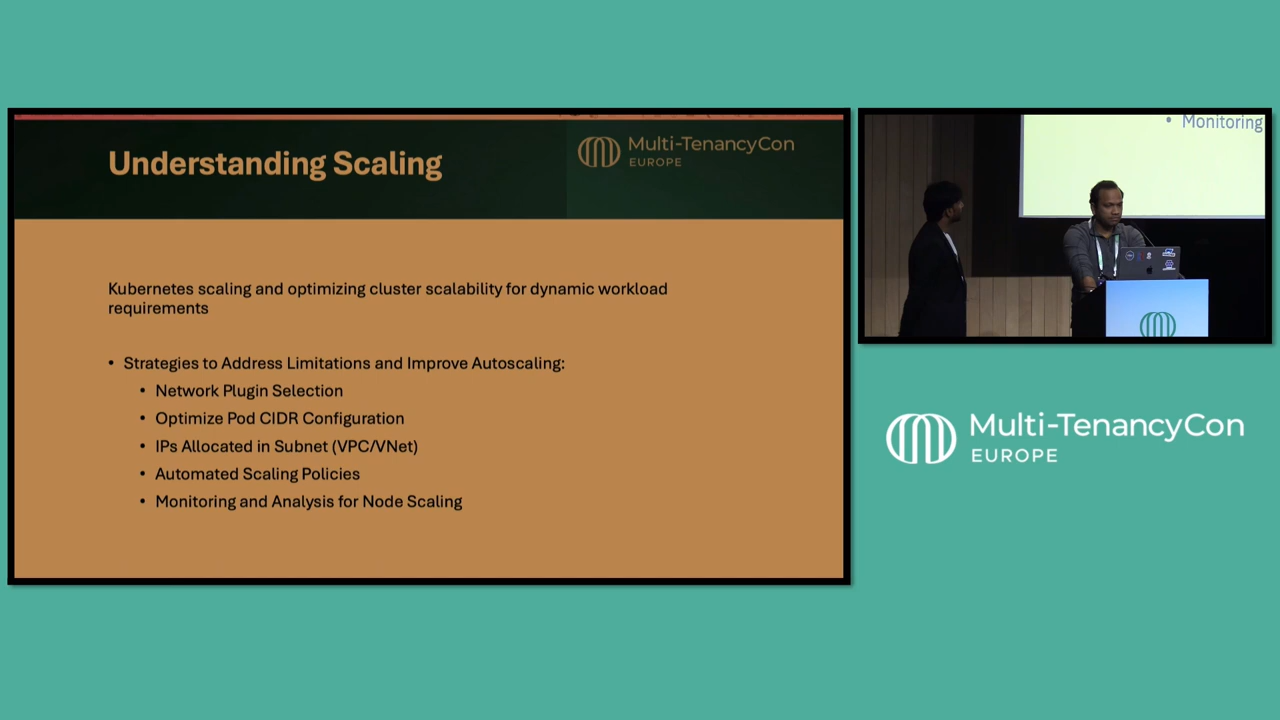 Understanding Scaling
Multi-TenancyCon
EUROPE
Kubernetes scaling and optimizing cluster scalability for dynamic workload
requirements
• Strategies to Address Limitations and Improve Autoscaling:
• Network Plugin Selection
• Optimize Pod CIDR Configuration
• IPs Allocated in Subnet (VPC/VNet)
• Automated Scaling Policies
• Monitoring and Analysis for Node Scaling
• Monitoring
Multi-TenancyCon
EUROPE